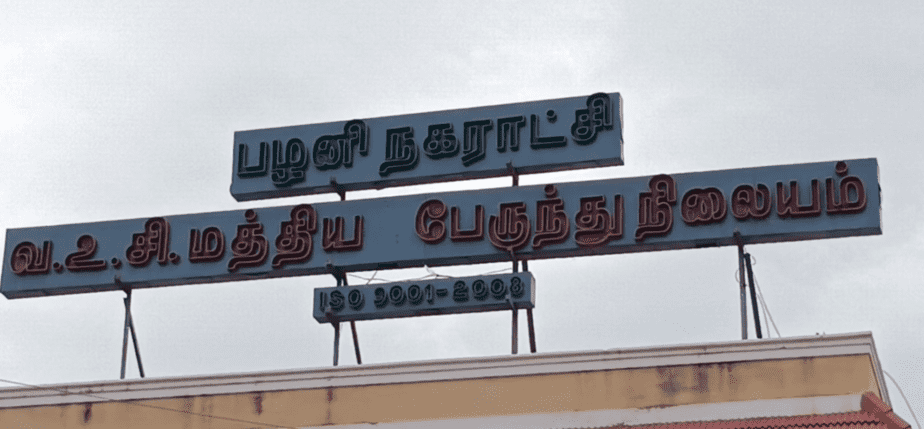 பழனி நகராட்சி
வ.உ.சி.மத்திய பேருந்துநிலையம்
ISO 9001-2008